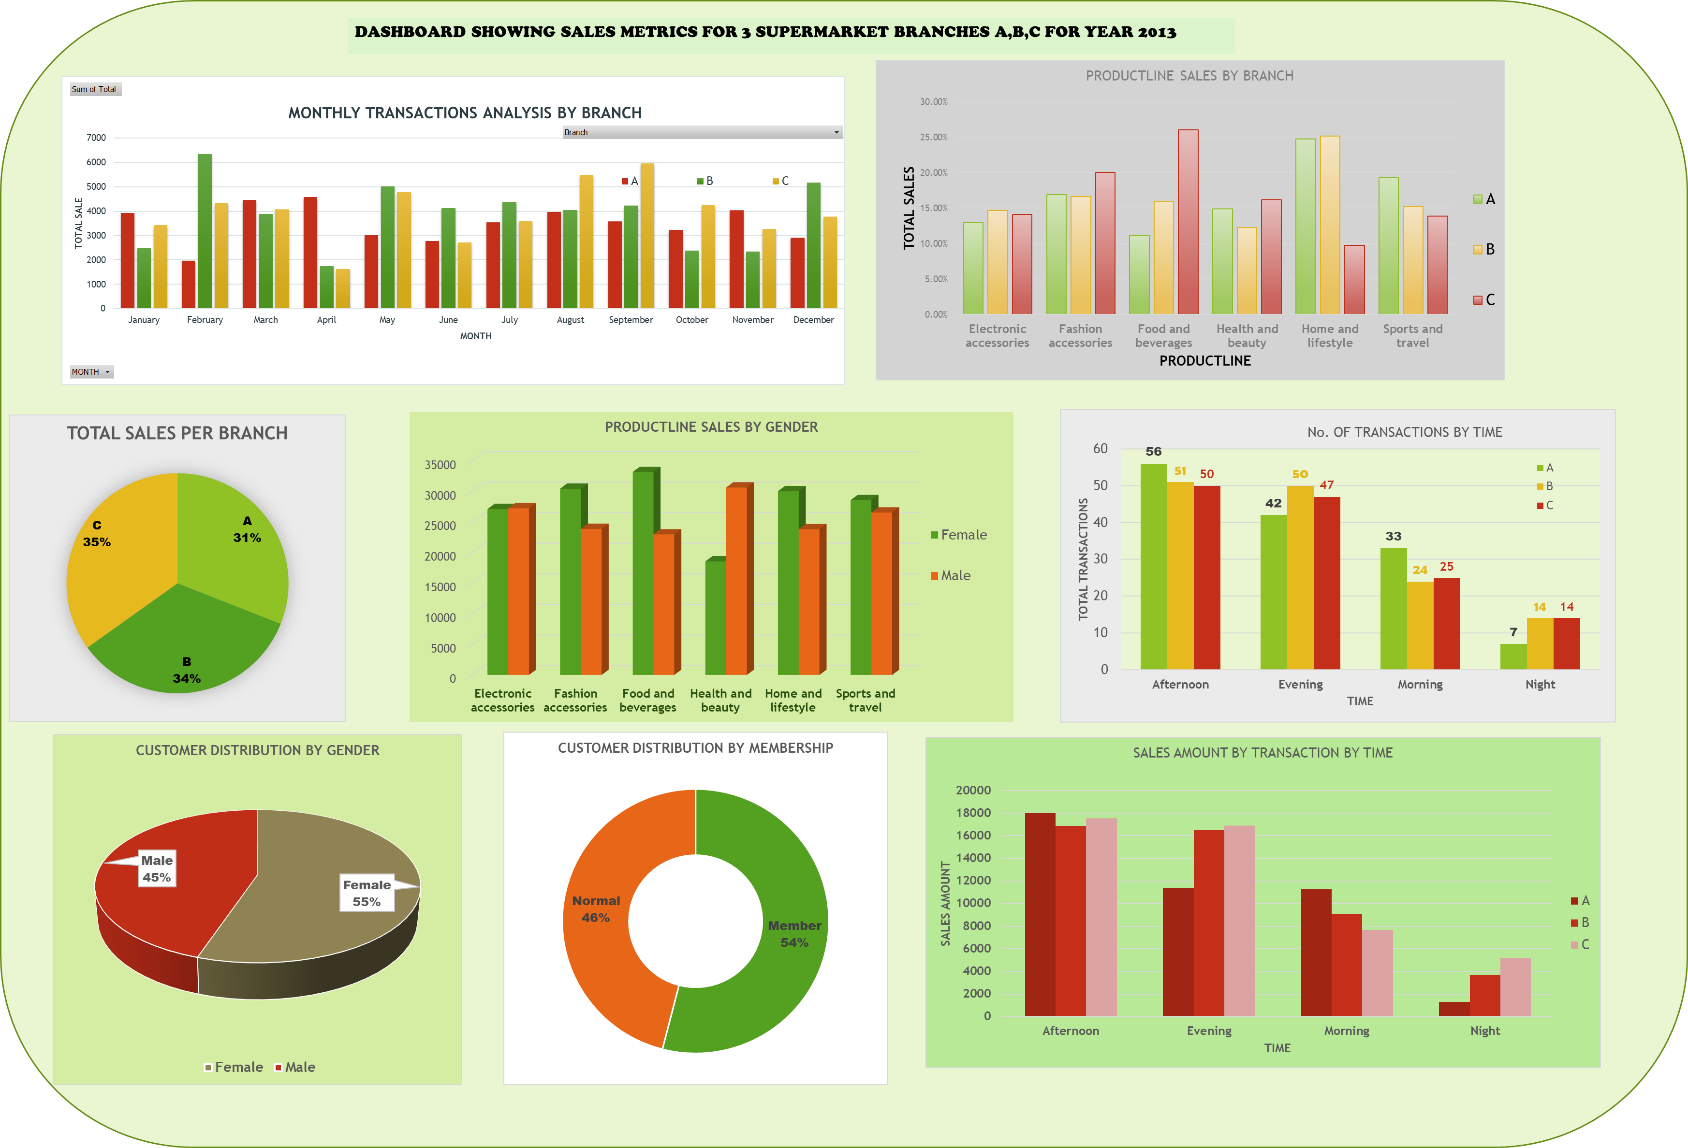 DASHBOARD SHOWING SALES METRICS FOR 3 SUPERMARKET BRANCHES A,B,C FOR YEAR 2013
Sum of Total
MONTHLY TRANSACTIONS ANALYSIS BY BRANCH
Branch
A B C
7000
6000
5000
4000
3000
2000
1000
0
TOTAL SALE
January February March April May June July August September October November December
MONTH
MONTH
PRODUCTLINE SALES BY BRANCH
30.00%
25.00%
20.00%
15.00%
10.00%
5.00%
0.00%
TOTAL SALES
A
B
C
Electronic accessories
Fashion accessories
Food and beverages
Health and beauty
Home and lifestyle
Sports and travel
PRODUCTLINE
TOTAL SALES PER BRANCH
C
35%
A
31%
B
34%
PRODUCTLINE SALES BY GENDER
35000
30000
25000
20000
15000
10000
5000
0
Female
Male
Electronic accessories
Fashion accessories
Food and beverages
Health and beauty
Home and lifestyle
Sports and travel
No. OF TRANSACTIONS BY TIME
60
50
40
30
20
10
0
TOTAL TRANSACTIONS
56 51 50
42 50 47
33 24 25
7 14 14
A
B
C
Afternoon Evening Morning Night
TIME
CUSTOMER DISTRIBUTION BY GENDER
Male
45%
Female
55%
Female Male
CUSTOMER DISTRIBUTION BY MEMBERSHIP
Normal
46%
Member
54%
SALES AMOUNT BY TRANSACTION BY TIME
20000
18000
16000
14000
12000
10000
8000
6000
4000
2000
0
SALES AMOUNT
A
B
C
Afternoon Evening Morning Night
TIME